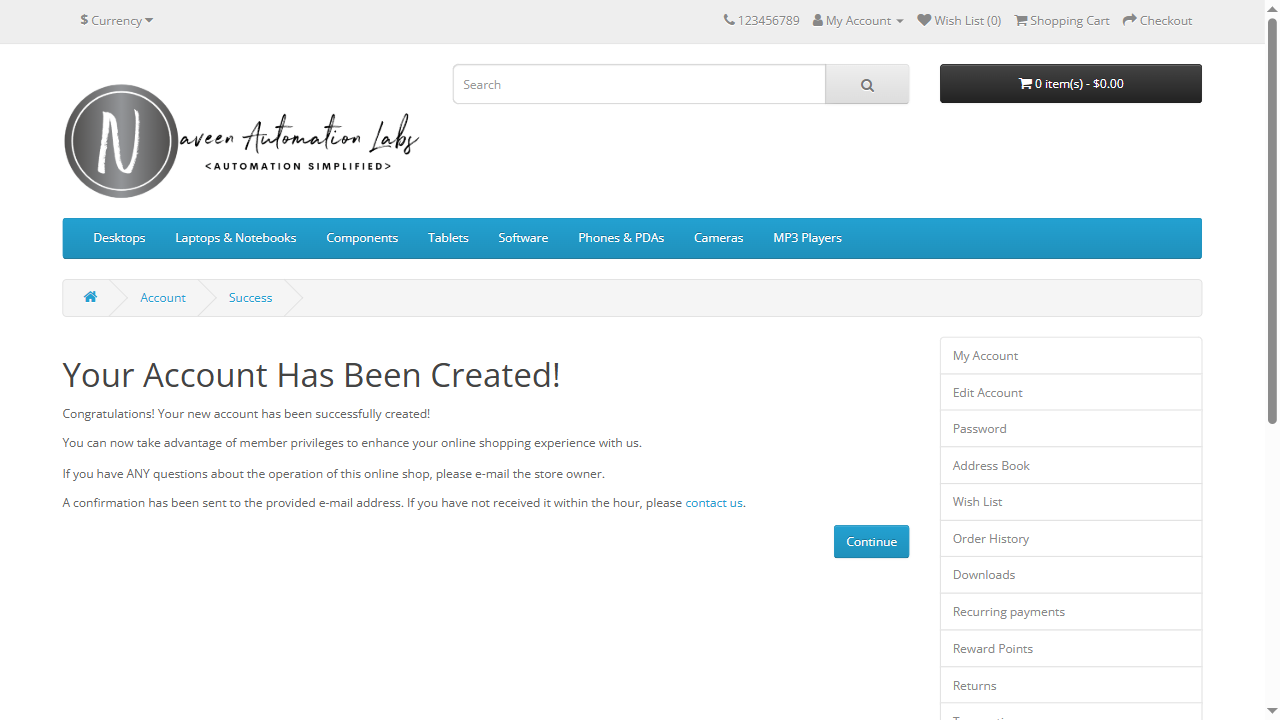 $ Currency
123456789 My Account Wish List (0) Shopping Cart Checkout
Search
0 item(s) - $0.00
N aveen Automation Labs
<AUTOMATION SIMPLIFIED>
Desktops Laptops & Notebooks Components Tablets Software Phones & PDAs Cameras MP3 Players
Account Success
Your Account Has Been Created!
Congratulations! Your new account has been successfully created!
You can now take advantage of member privileges to enhance your online shopping experience with us.
If you have ANY questions about the operation of this online shop, please e-mail the store owner.
A confirmation has been sent to the provided e-mail address. If you have not received it within the hour, please contact us.
Continue
My Account
Edit Account
Password
Address Book
Wish List
Order History
Downloads
Recurring payments
Reward Points
Returns